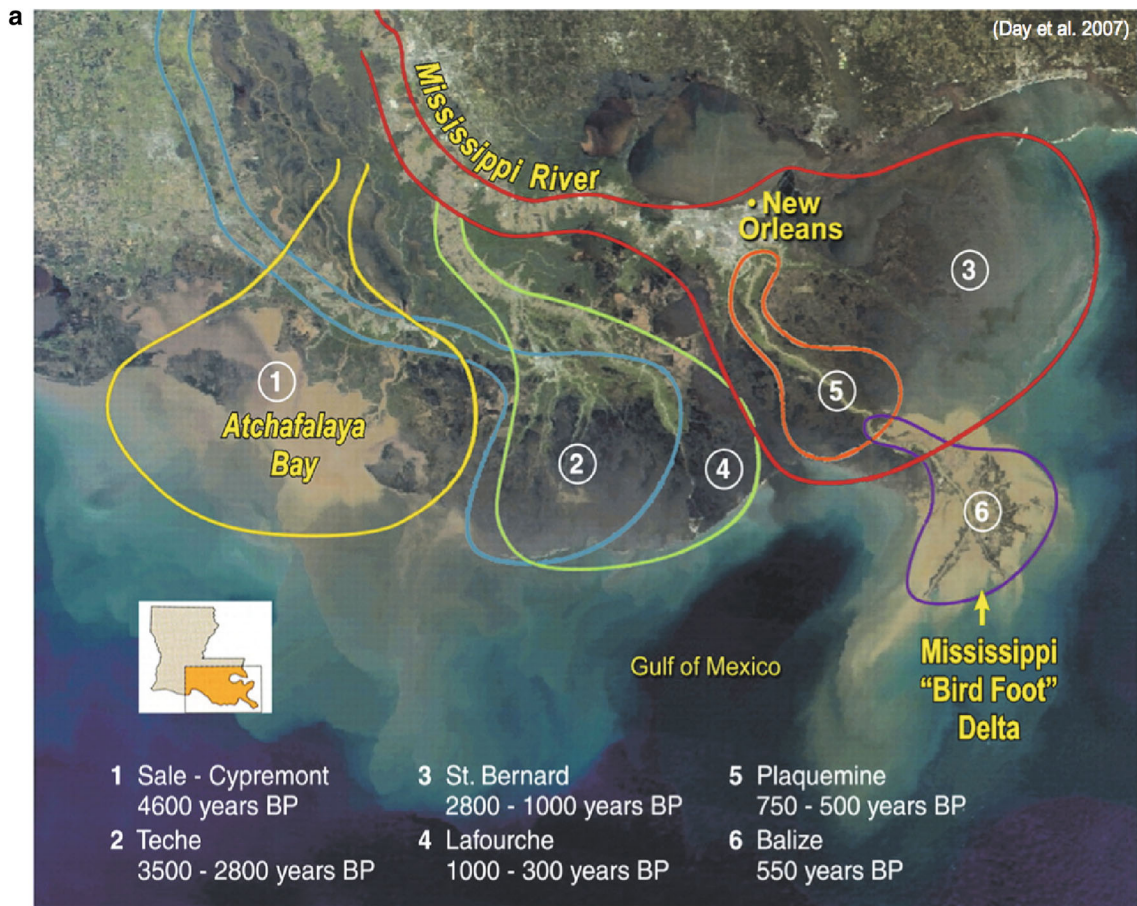 a
(Day et al. 2007)
Mississippi River
• New
Orleans
3
1
5
Atchafalaya
Bay
2
4
6
Gulf of Mexico
Mississippi
“Bird Foot”
Delta
1 Sale - Cypremont
4600 years BP
2 Teche
3500 - 2800 years BP
3 St. Bernard
2800 - 1000 years BP
4 Lafourche
1000 - 300 years BP
5 Plaquemine
750 - 500 years BP
6 Balize
550 years BP